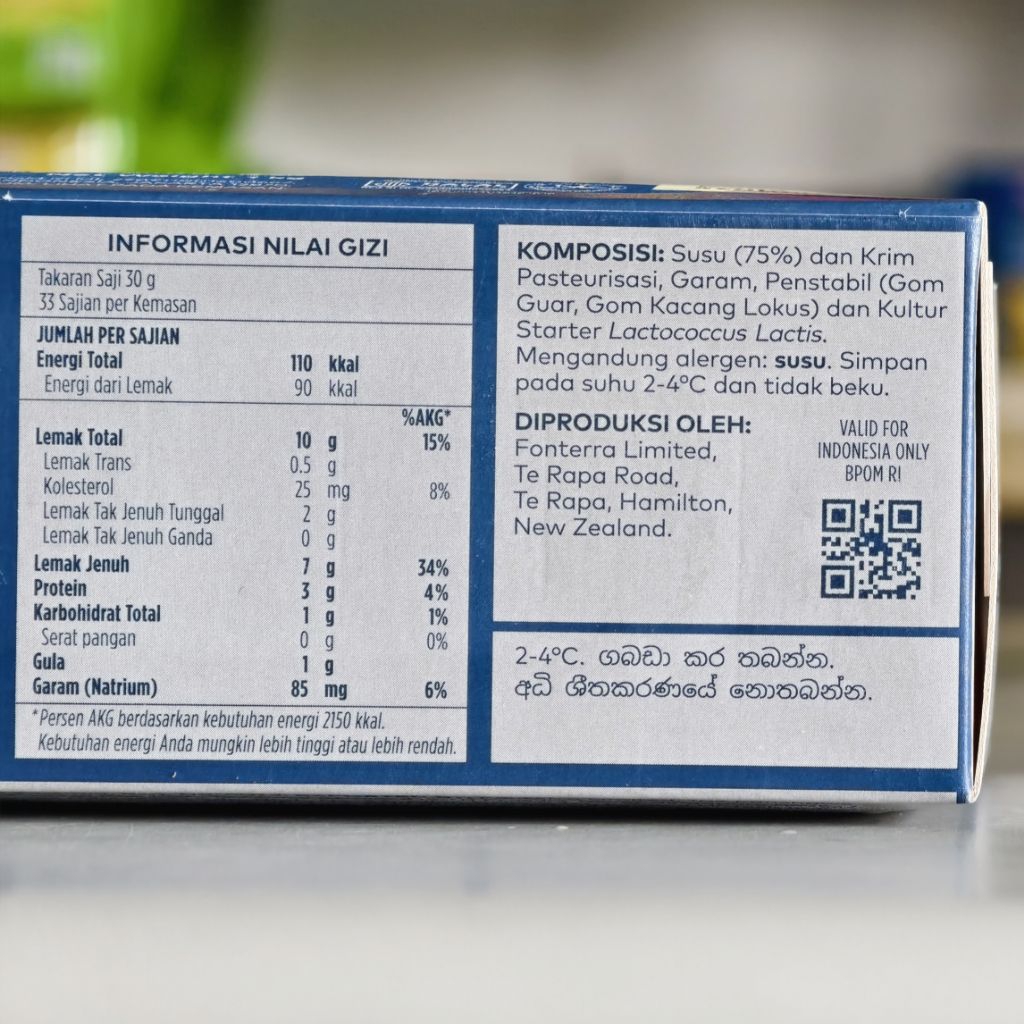 INFORMASI NILAI GIZI
Takaran Saji 30 g
33 Sajian per Kemasan
JUMLAH PER SAJIAN
Energi Total 110 kkal
Energi dari Lemak 90 kkal
%AKG*
Lemak Total 10 g 15%
Lemak Trans 0.5 g
Kolesterol 25 mg 8%
Lemak Tak Jenuh Tunggal 2 g
Lemak Tak Jenuh Ganda 0 g
Lemak Jenuh 7 g 34%
Protein 3 g 4%
Karbohidrat Total 1 g 1%
Serat pangan 0 g 0%
Gula 1 g
Garam (Natrium) 85 mg 6%
*Persen AKG berdasarkan kebutuhan energi 2150 kkal.
Kebutuhan energi Anda mungkin lebih tinggi atau lebih rendah.
KOMPOSISI: Susu (75%) dan Krim
Pasteurisasi, Garam, Penstabil (Gom
Guar, Gom Kacang Lokus) dan Kultur
Starter Lactococcus Lactis.
Mengandung alergen: susu. Simpan
pada suhu 2-4°C dan tidak beku.
DIPRODUKSI OLEH:
Fonterra Limited,
Te Rapa Road,
Te Rapa, Hamilton,
New Zealand.
VALID FOR
INDONESIA ONLY
BPOM RI
2-4°C. ගබඩා කර තබන්න.
අධි ශීතකරණයේ නොතබන්න.